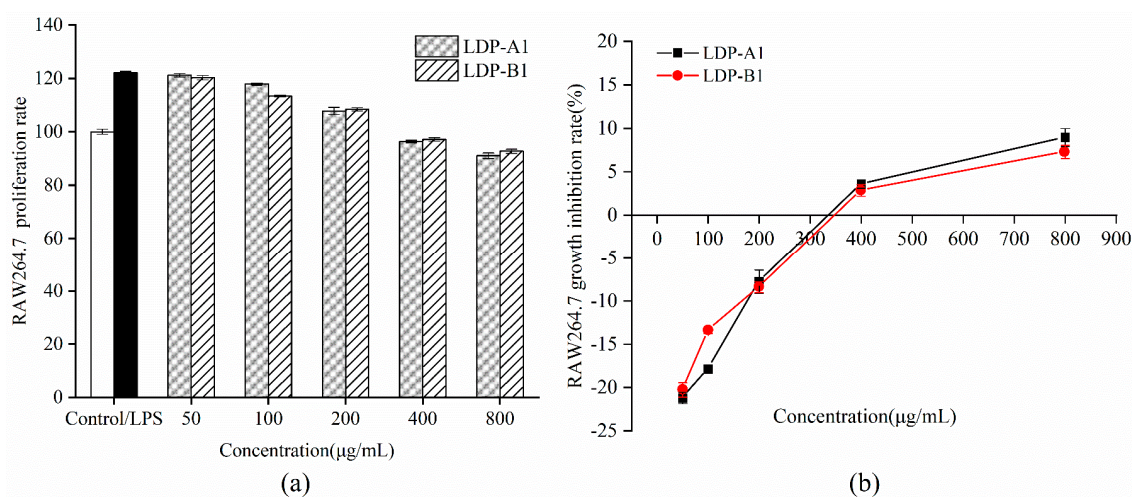 140
120
100
80
60
40
20
0
RAW264.7 proliferation rate
LDP-A1
LDP-B1
Control/LPS 50 100 200 400 800
Concentration(μg/mL)
(a)
20
15
10
5
0
-5
-10
-15
-20
-25
RAW264.7 growth inhibition rate(%)
LDP-A1
LDP-B1
0 100 200 300 400 500 600 700 800 900
Concentration(μg/mL)
(b)